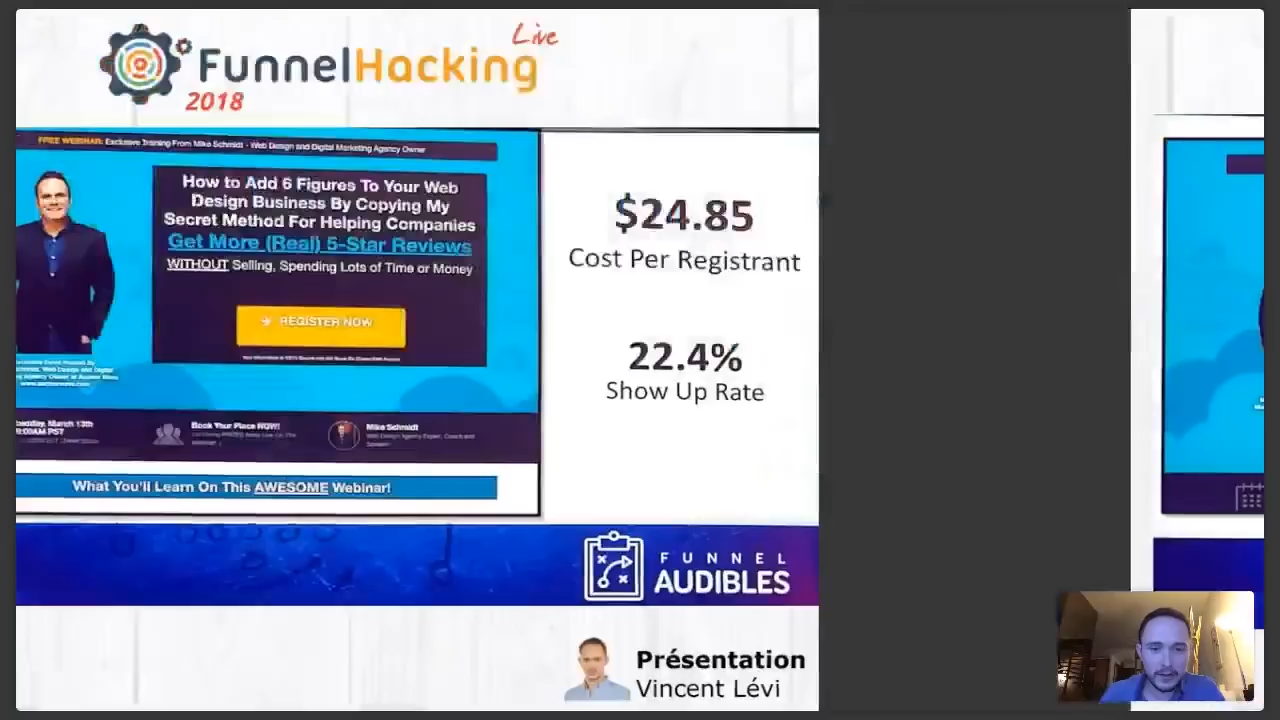 FunnelHacking Live
2018
FREE WEBINAR: Exclusive Training From Mike Schmidt - Web Design and Digital Marketing Agency Owner
How to Add 6 Figures To Your Web
Design Business By Copying My
Secret Method For Helping Companies
Get More (Real) 5-Star Reviews
WITHOUT Selling, Spending Lots of Time or Money
REGISTER NOW
$24.85
Cost Per Registrant
22.4%
Show Up Rate
March 13th
Book Your Place NOW!
Mike Schmidt
What You'll Learn On This AWESOME Webinar!
FUNNEL
AUDIBLES
Présentation
Vincent Lévi